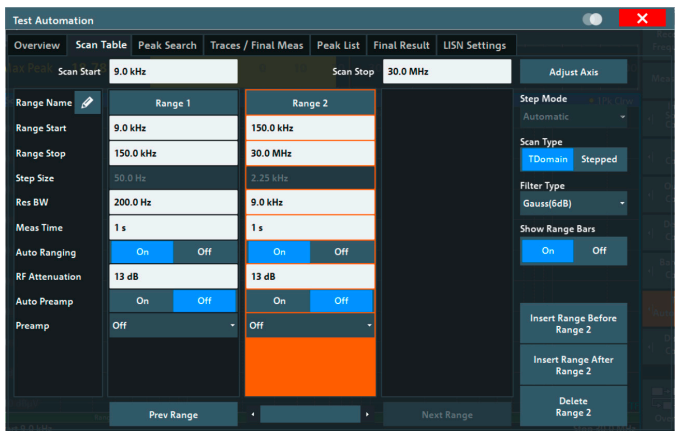 Test Automation
Overview Scan Table Peak Search Traces / Final Meas Peak List Final Result LISN Settings
Scan Start 9.0 kHz Scan Stop 30.0 MHz Adjust Axis
Range Name Range 1 Range 2
Range Start 9.0 kHz 150.0 kHz
Range Stop 150.0 kHz 30.0 MHz
Step Size 50.0 Hz 2.25 kHz
Res BW 200.0 Hz 9.0 kHz
Meas Time 1 s 1 s
Auto Ranging On Off On Off
RF Attenuation 13 dB 13 dB
Auto Preamp On Off On Off
Preamp Off Off
Step Mode
Automatic
Scan Type
TDomain Stepped
Filter Type
Gauss(6dB)
Show Range Bars
On Off
Insert Range Before
Range 2
Insert Range After
Range 2
Delete
Range 2
Prev Range Next Range